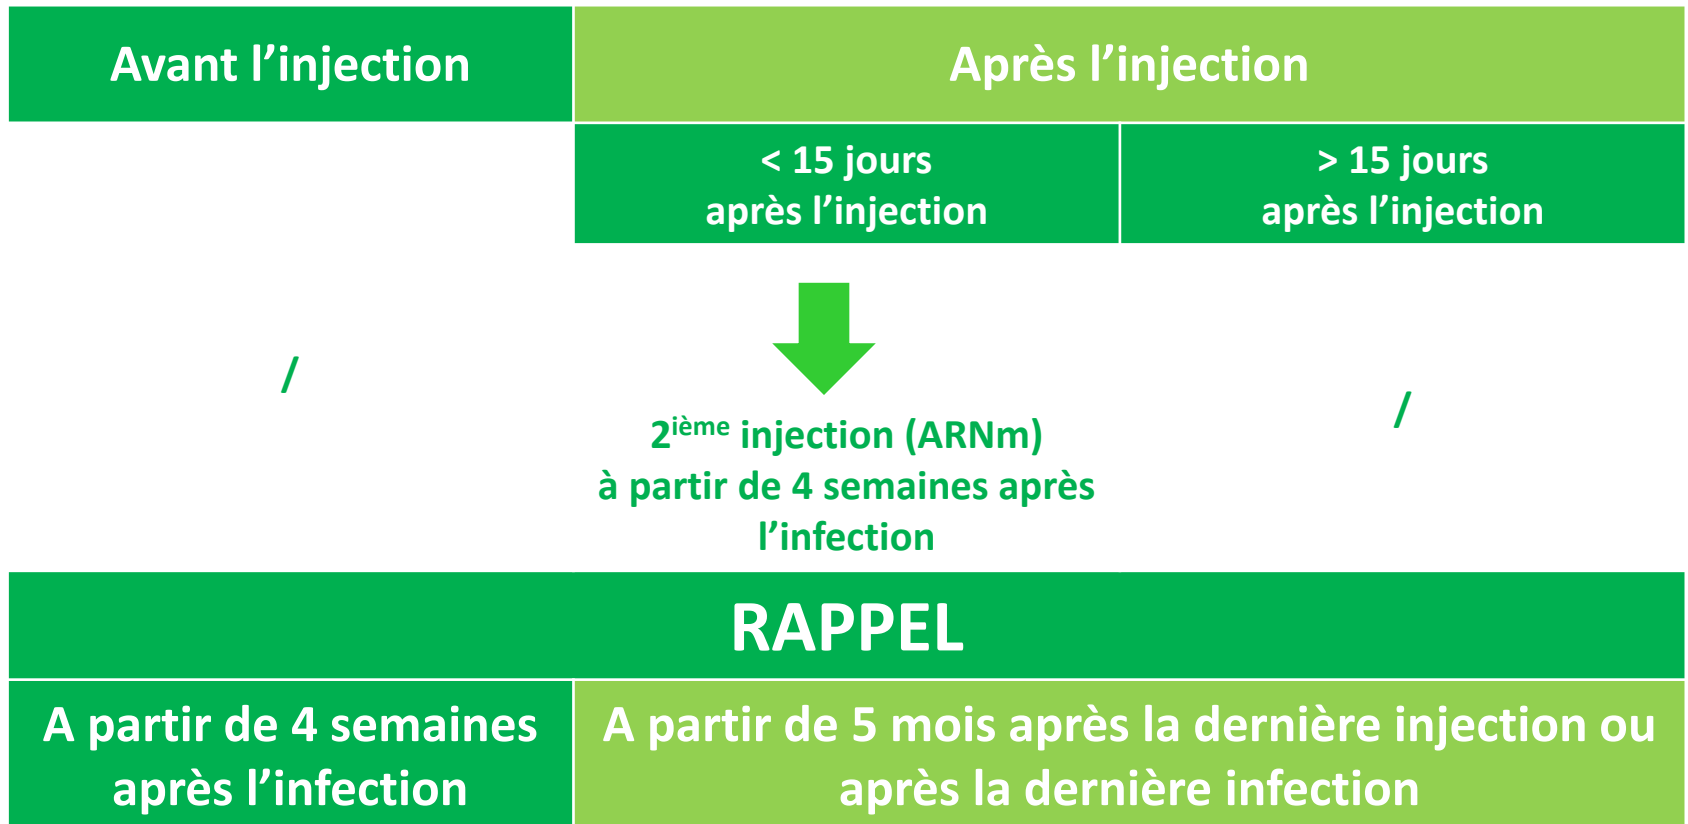 Avant l’injection
Après l’injection
< 15 jours
après l’injection
> 15 jours
après l’injection
/
2ième injection (ARNm)
à partir de 4 semaines après
l’infection
/
RAPPEL
A partir de 4 semaines
après l’infection
A partir de 5 mois après la dernière injection ou
après la dernière infection